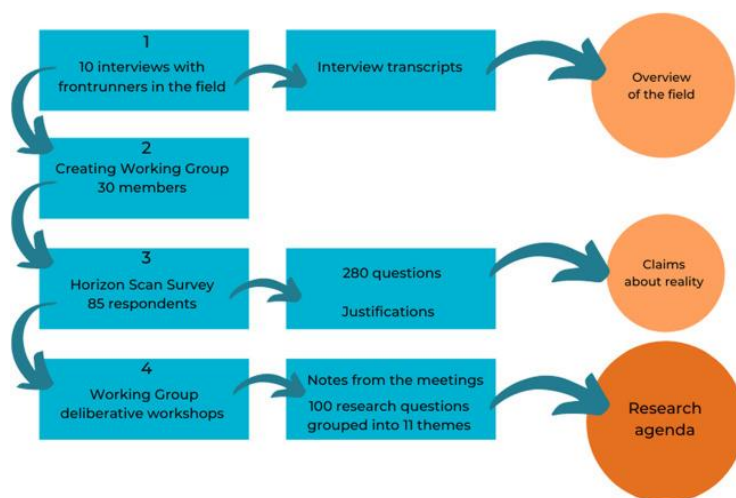 1
10 interviews with
frontrunners in the field
Interview transcripts
Overview
of the field
2
Creating Working Group
30 members
3
Horizon Scan Survey
85 respondents
280 questions
Justifications
Claims
about reality
4
Working Group
deliberative workshops
Notes from the meetings
100 research questions
grouped into 11 themes
Research
agenda